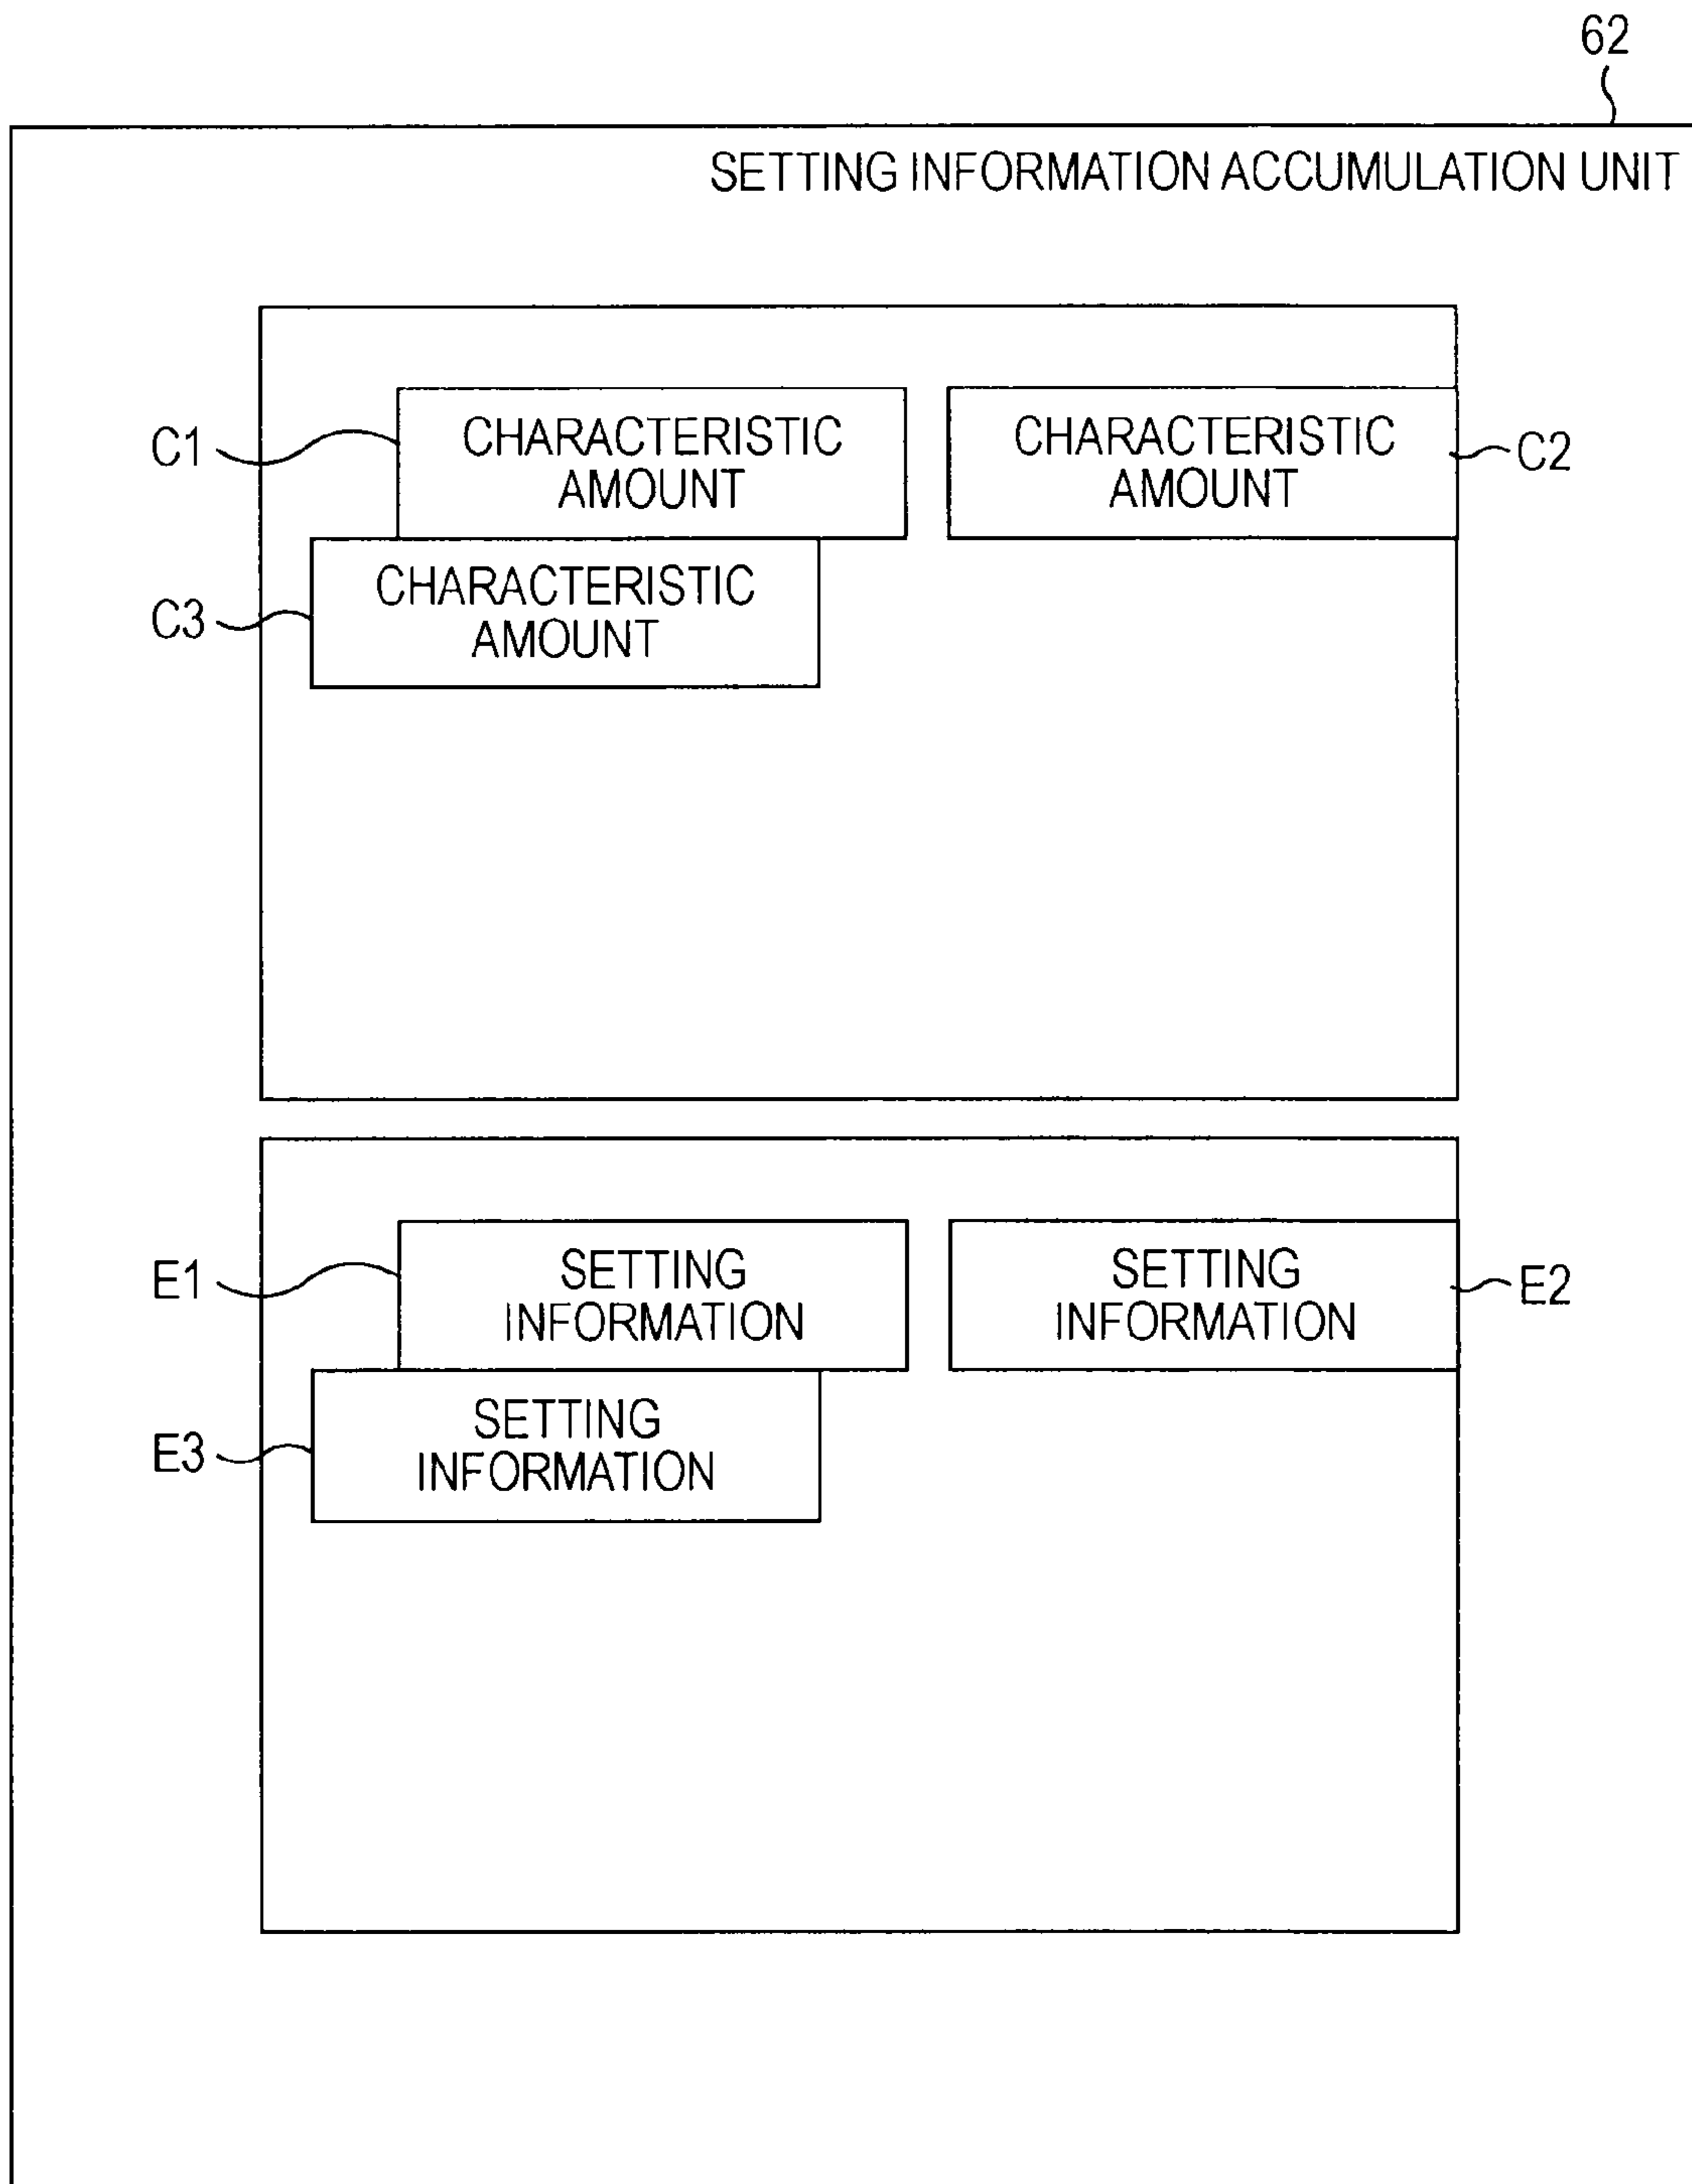 62
SETTING INFORMATION ACCUMULATION UNIT
C1
CHARACTERISTIC
AMOUNT
CHARACTERISTIC
AMOUNT
C2
C3
CHARACTERISTIC
AMOUNT
E1
SETTING
INFORMATION
SETTING
INFORMATION
E2
E3
SETTING
INFORMATION